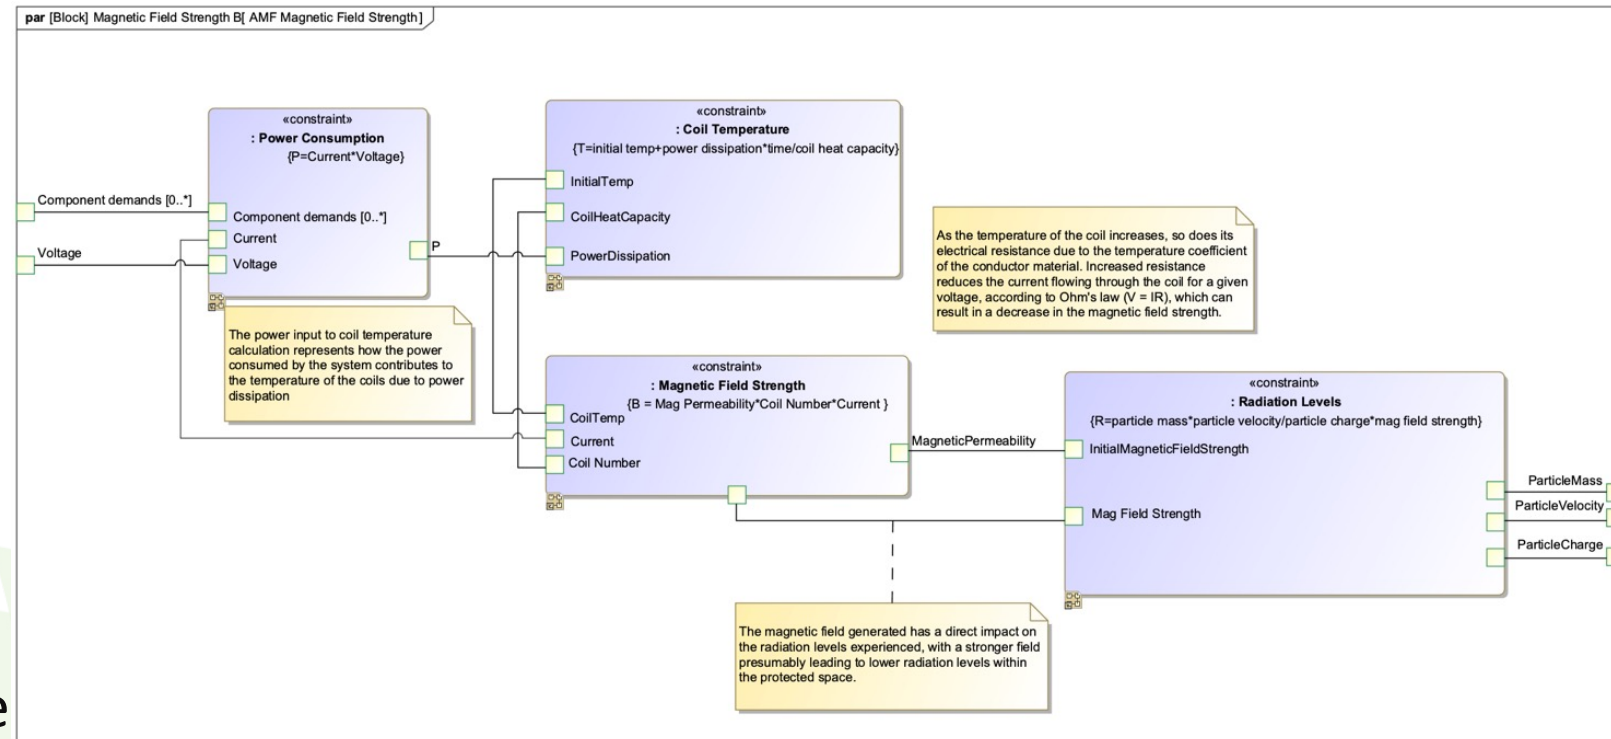 par [Block] Magnetic Field Strength B[ AMF Magnetic Field Strength]
«constraint»
: Power Consumption
{P=Current*Voltage}
Component demands [0..*]
Component demands [0..*]
Current
Voltage
Voltage
P
The power input to coil temperature
calculation represents how the power
consumed by the system contributes to
the temperature of the coils due to power
dissipation
«constraint»
: Coil Temperature
{T=initial temp+power dissipation*time/coil heat capacity}
InitialTemp
CoilHeatCapacity
PowerDissipation
As the temperature of the coil increases, so does its
electrical resistance due to the temperature coefficient
of the conductor material. Increased resistance
reduces the current flowing through the coil for a given
voltage, according to Ohm's law (V = IR), which can
result in a decrease in the magnetic field strength.
«constraint»
: Magnetic Field Strength
{B = Mag Permeability*Coil Number*Current }
CoilTemp
Current
Coil Number
MagneticPermeability
«constraint»
: Radiation Levels
{R=particle mass*particle velocity/particle charge*mag field strength}
InitialMagneticFieldStrength
Mag Field Strength
ParticleMass
ParticleVelocity
ParticleCharge
The magnetic field generated has a direct impact on
the radiation levels experienced, with a stronger field
presumably leading to lower radiation levels within
the protected space.
e